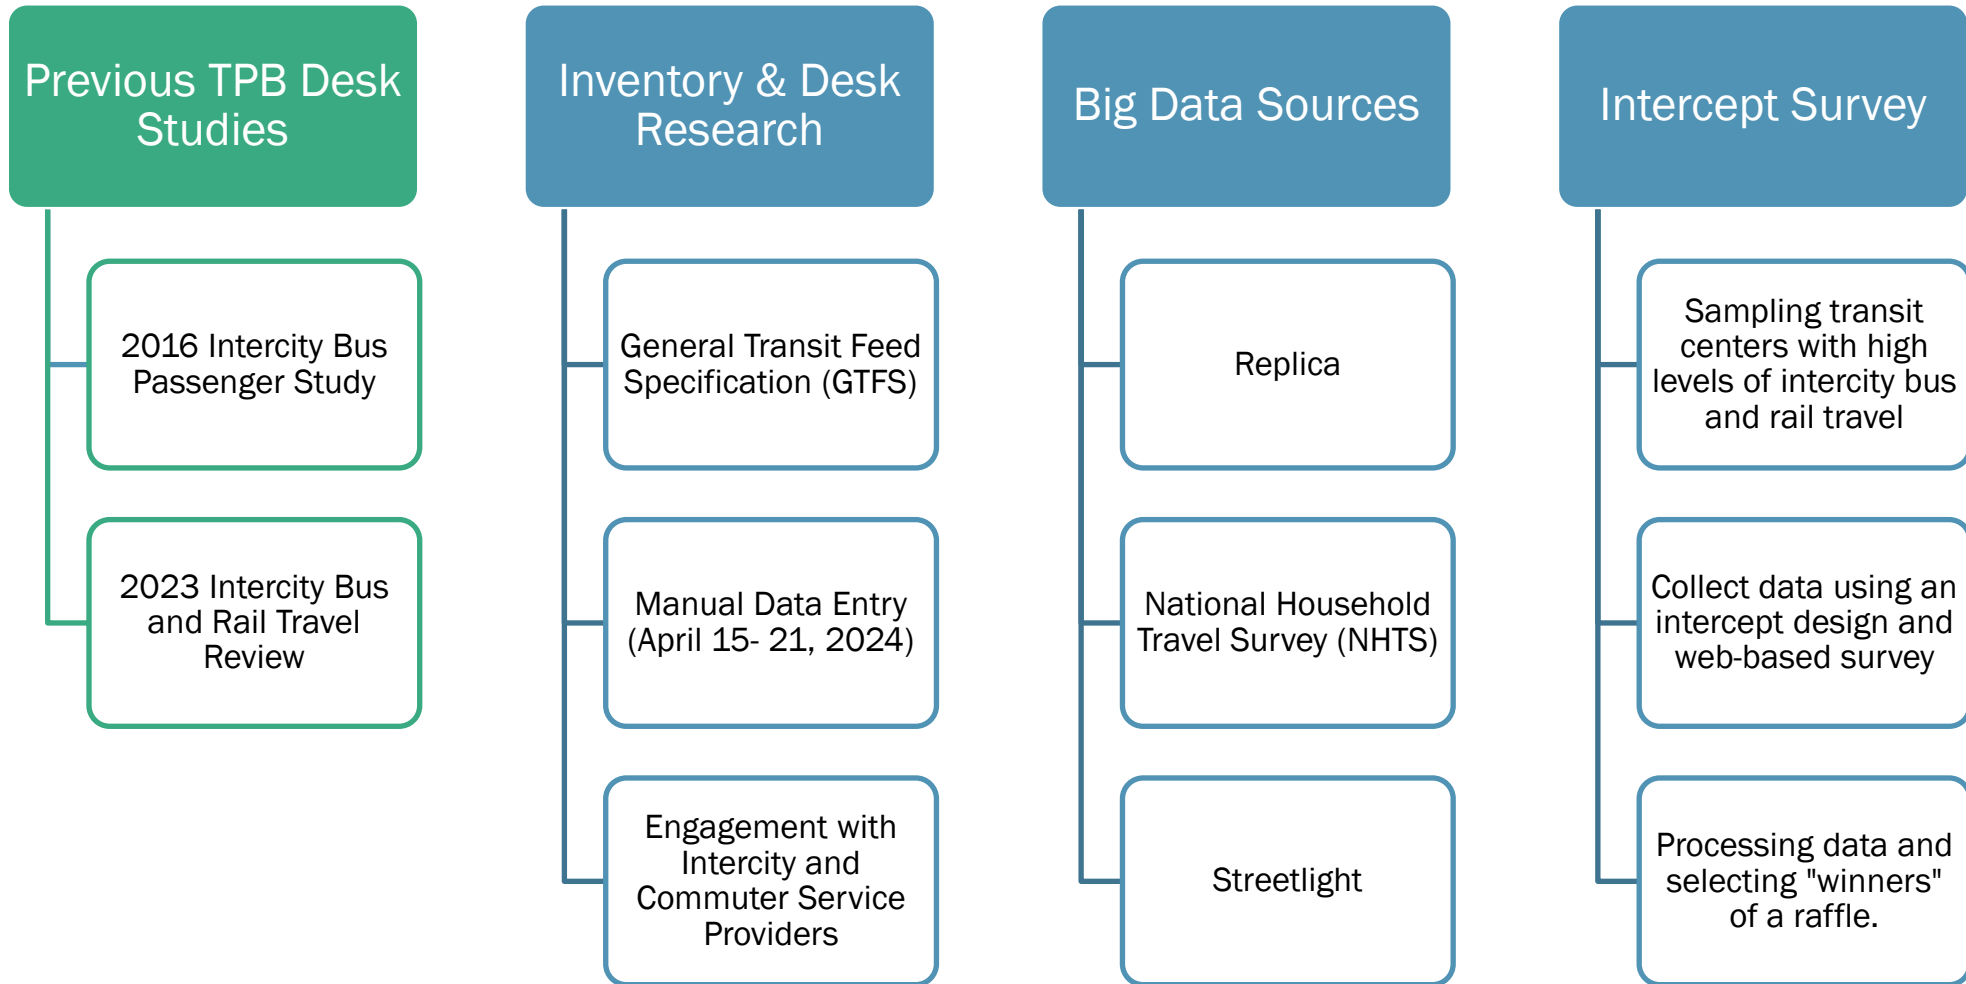 Previous TPB Desk
Studies
2016 Intercity Bus
Passenger Study
2023 Intercity Bus
and Rail Travel
Review
Inventory & Desk
Research
General Transit Feed
Specification (GTFS)
Manual Data Entry
(April 15- 21, 2024)
Engagement with
Intercity and
Commuter Service
Providers
Big Data Sources
Replica
National Household
Travel Survey (NHTS)
Streetlight
Intercept Survey
Sampling transit
centers with high
levels of intercity bus
and rail travel
Collect data using an
intercept design and
web-based survey
Processing data and
selecting "winners"
of a raffle.